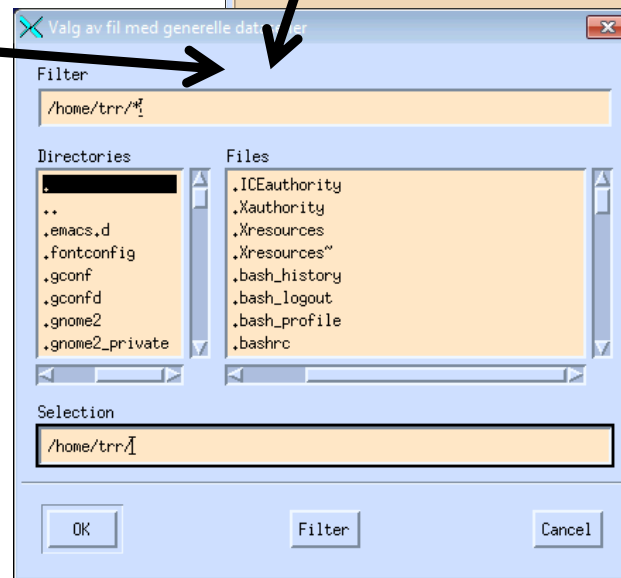 Valg av fil med generelle
Filter
/home/trr/*
Directories
Files
.
..
.emacs.d
.fontconfig
.gconf
.gconfd
.gnome2
.gnome2_private
.ICEauthority
.Xauthority
.Xresources
.Xresources~
.bash_history
.bash_logout
.bash_profile
.bashrc
Selection
/home/trr/
OK
Filter
Cancel